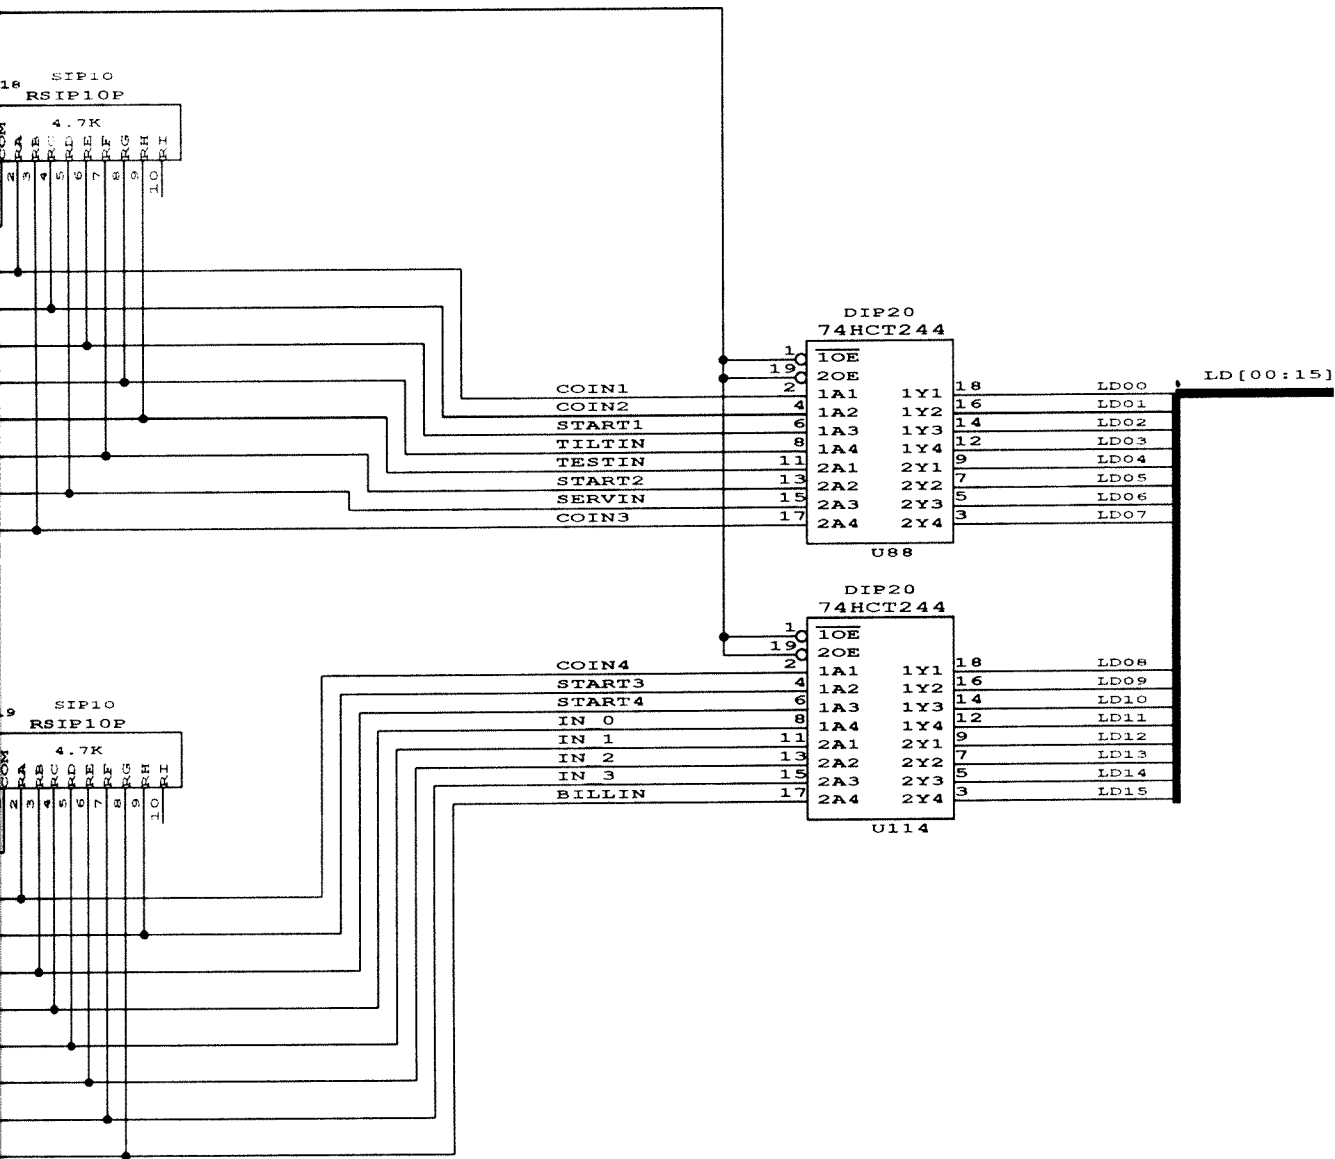 18 SIP10
RSIP10P
4.7K
COM RA RB RC RD RE RF RG RH RI
2 3 4 5 6 7 8 9 10
DIP20
74HCT244
1 1OE
19 2OE
COIN1 2 1A1 1Y1 18 LD00
COIN2 4 1A2 1Y2 16 LD01
START1 6 1A3 1Y3 14 LD02
TILTIN 8 1A4 1Y4 12 LD03
TESTIN 11 2A1 2Y1 9 LD04
START2 13 2A2 2Y2 7 LD05
SERVIN 15 2A3 2Y3 5 LD06
COIN3 17 2A4 2Y4 3 LD07
U88
LD[00:15]
DIP20
74HCT244
1 1OE
19 2OE
COIN4 2 1A1 1Y1 18 LD08
START3 4 1A2 1Y2 16 LD09
START4 6 1A3 1Y3 14 LD10
IN 0 8 1A4 1Y4 12 LD11
IN 1 11 2A1 2Y1 9 LD12
IN 2 13 2A2 2Y2 7 LD13
IN 3 15 2A3 2Y3 5 LD14
BILLIN 17 2A4 2Y4 3 LD15
U114
9 SIP10
RSIP10P
4.7K
COM RA RB RC RD RE RF RG RH RI
2 3 4 5 6 7 8 9 10